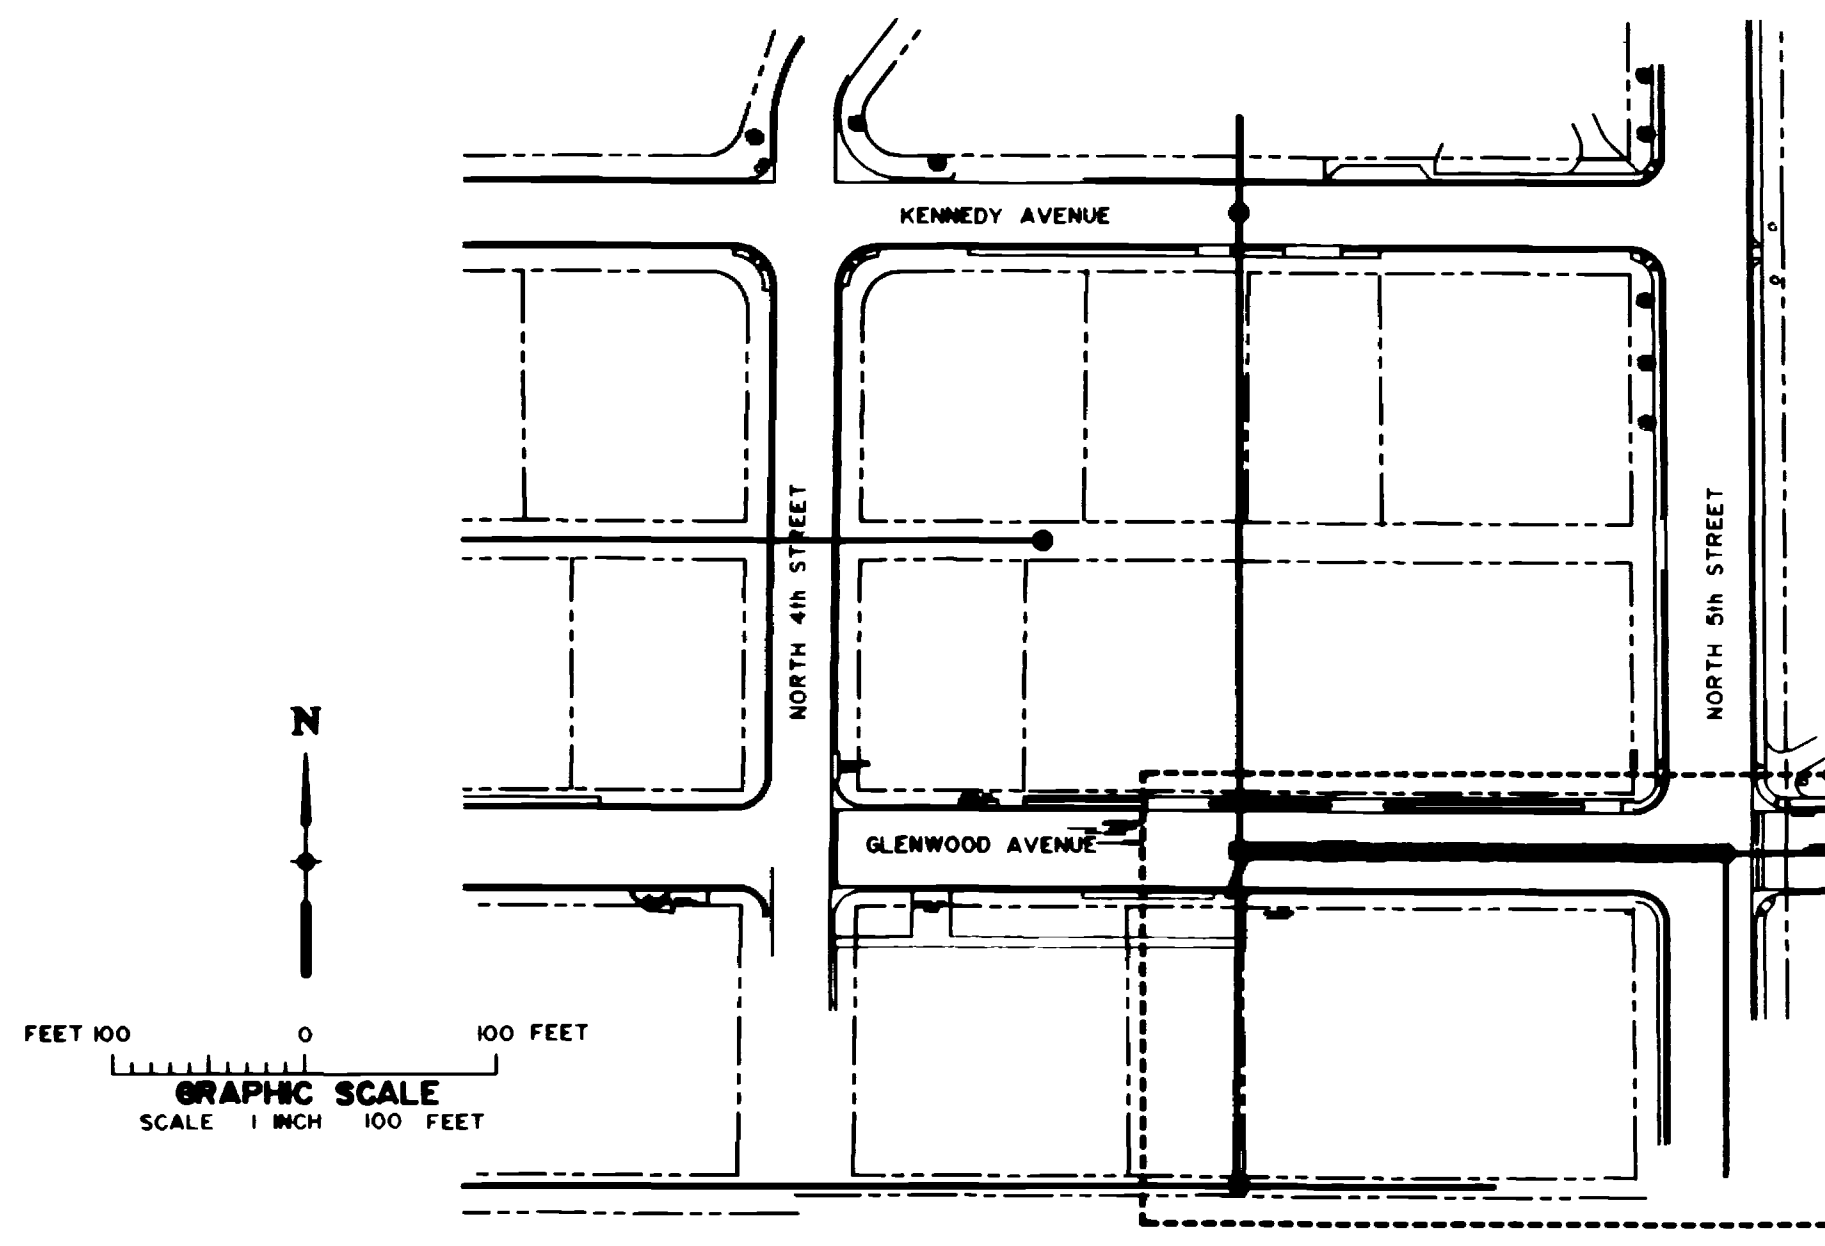 KENNEDY AVENUE
NORTH 4th STREET
NORTH 5th STREET
N
GLENWOOD AVENUE
FEET 100 0 100 FEET
GRAPHIC SCALE
SCALE 1 INCH 100 FEET